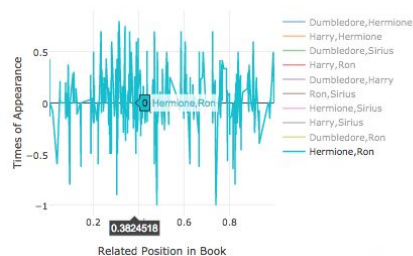 Dumbledore,Hermione
Harry,Hermione
Dumbledore,Sirius
Harry,Ron
Dumbledore,Harry
Ron,Sirius
Hermione,Sirius
Harry,Sirius
Dumbledore,Ron
Hermione,Ron
Times of Appearance
0.5
0
−0.5
−1
0 Hermione,Ron
0.2
0.6
0.8
0.3824518
Related Position in Book